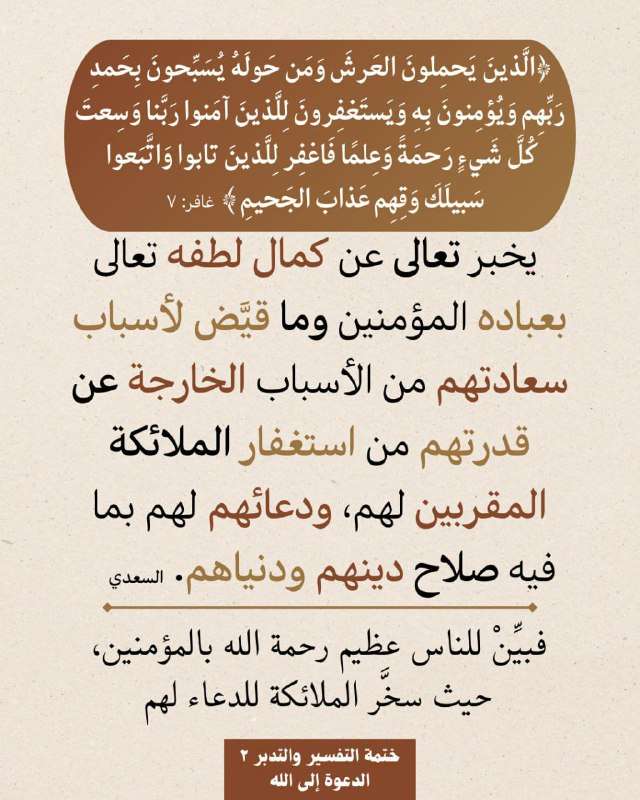 ﴿الَّذينَ يَحمِلونَ العَرشَ وَمَن حَولَهُ يُسَبِّحونَ بِحَمدِ
رَبِّهِم وَيُؤمِنونَ بِهِ وَيَستَغفِرونَ لِلَّذينَ آمَنوا رَبَّنا وَسِعتَ
كُلَّ شَيءٍ رَحمَةً وَعِلمًا فَاغفِر لِلَّذينَ تابوا وَاتَّبَعوا
سَبيلَكَ وَقِهِم عَذابَ الجَحيمِ﴾ غافر: ٧
يخبر تعالى عن كمال لطفه تعالى
بعباده المؤمنين وما قيَّض لأسباب
سعادتهم من الأسباب الخارجة عن
قدرتهم من استغفار الملائكة
المقربين لهم، ودعائهم لهم بما
فيه صلاح دينهم ودنياهم. السعدي
فبيِّنْ للناس عظيم رحمة الله بالمؤمنين،
حيث سخَّر الملائكة للدعاء لهم
ختمة التفسير والتدبر ٢
الدعوة إلى الله